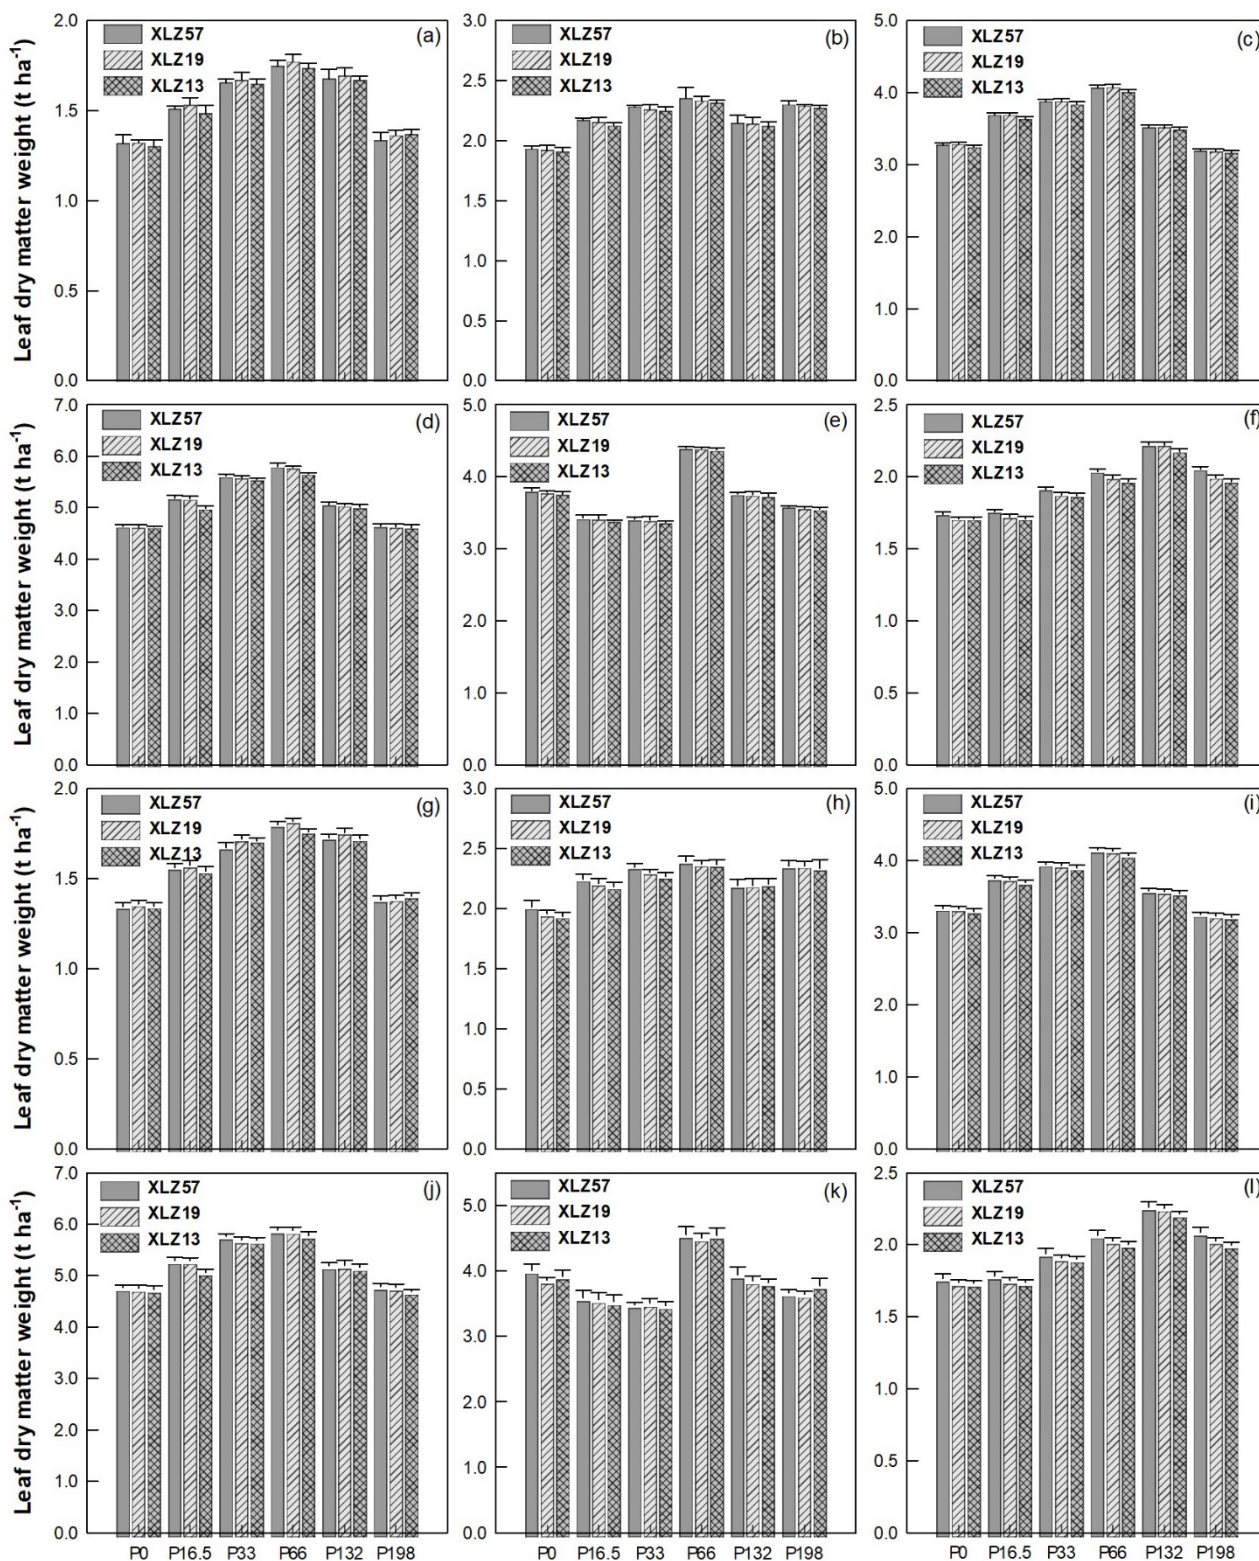 Leaf dry matter weight (t ha⁻¹)
2.0
1.5
1.0
0.5
0.0
XLZ57
XLZ19
XLZ13
(a)
3.0
2.5
2.0
1.5
1.0
0.5
0.0
XLZ57
XLZ19
XLZ13
(b)
5.0
4.0
3.0
2.0
1.0
0.0
XLZ57
XLZ19
XLZ13
(c)
Leaf dry matter weight (t ha⁻¹)
7.0
6.0
5.0
4.0
3.0
2.0
1.0
0.0
XLZ57
XLZ19
XLZ13
(d)
5.0
4.0
3.0
2.0
1.0
0.0
XLZ57
XLZ19
XLZ13
(e)
2.5
2.0
1.5
1.0
0.5
0.0
XLZ57
XLZ19
XLZ13
(f)
Leaf dry matter weight (t ha⁻¹)
2.0
1.5
1.0
0.5
0.0
XLZ57
XLZ19
XLZ13
(g)
3.0
2.5
2.0
1.5
1.0
0.5
0.0
XLZ57
XLZ19
XLZ13
(h)
5.0
4.0
3.0
2.0
1.0
0.0
XLZ57
XLZ19
XLZ13
(i)
Leaf dry matter weight (t ha⁻¹)
7.0
6.0
5.0
4.0
3.0
2.0
1.0
0.0
XLZ57
XLZ19
XLZ13
(j)
5.0
4.0
3.0
2.0
1.0
0.0
XLZ57
XLZ19
XLZ13
(k)
2.5
2.0
1.5
1.0
0.5
0.0
XLZ57
XLZ19
XLZ13
(l)
P0 P16.5 P33 P66 P132 P198
P0 P16.5 P33 P66 P132 P198
P0 P16.5 P33 P66 P132 P198